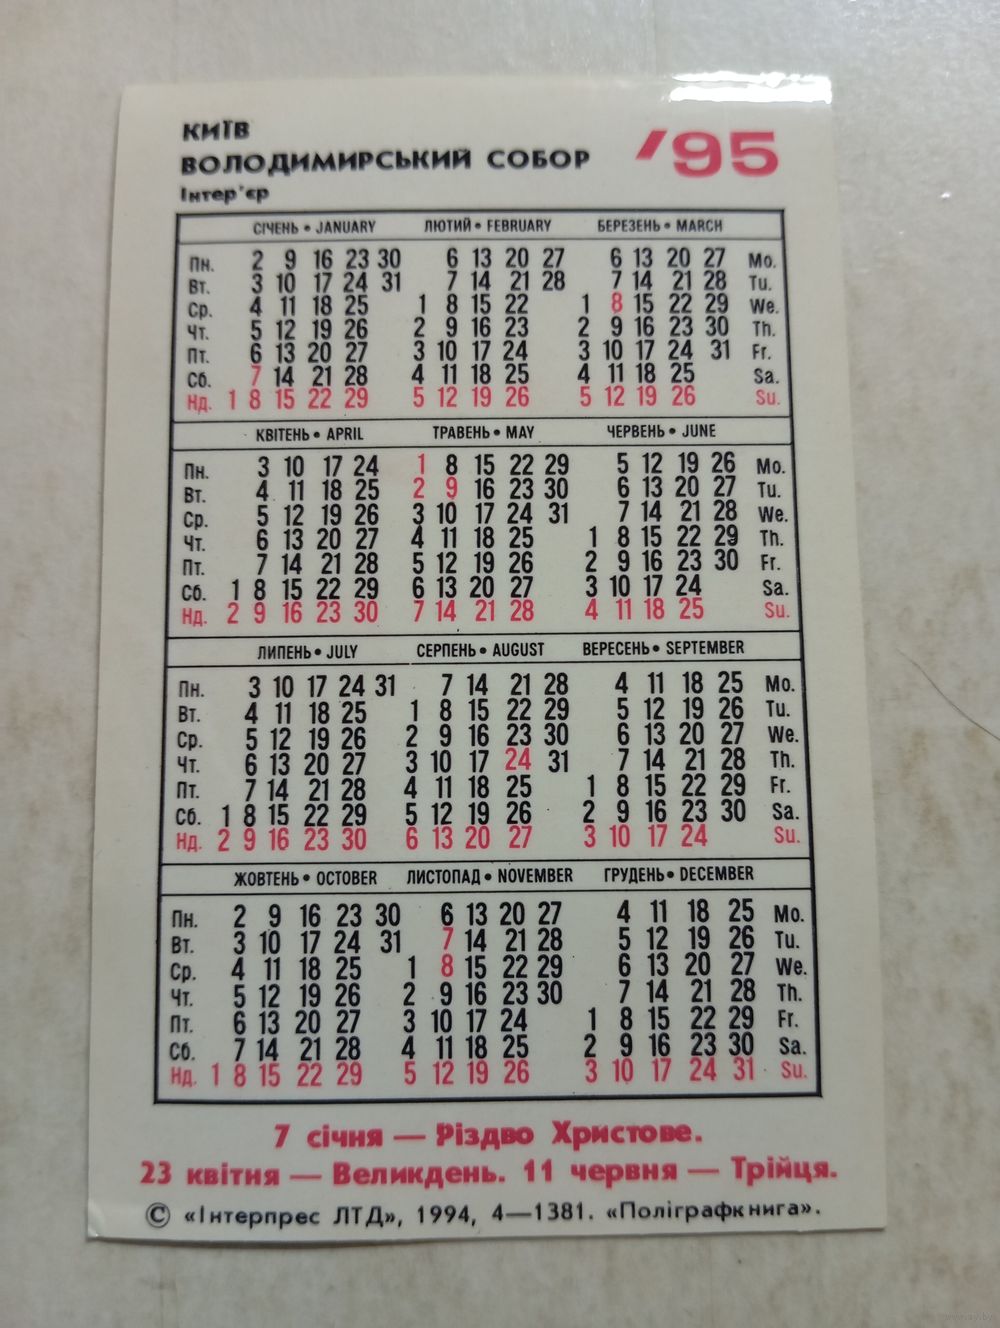 КИЇВ
ВОЛОДИМИРСЬКИЙ СОБОР '95
Інтер'єр
СІЧЕНЬ • JANUARY ЛЮТИЙ • FEBRUARY БЕРЕЗЕНЬ • MARCH
Пн. 2 9 16 23 30 6 13 20 27 6 13 20 27 Mo.
Вт. 3 10 17 24 31 7 14 21 28 7 14 21 28 Tu.
Ср. 4 11 18 25 1 8 15 22 1 8 15 22 29 We.
Чт. 5 12 19 26 2 9 16 23 2 9 16 23 30 Th.
Пт. 6 13 20 27 3 10 17 24 3 10 17 24 31 Fr.
Сб. 7 14 21 28 4 11 18 25 4 11 18 25 Sa.
Нд. 1 8 15 22 29 5 12 19 26 5 12 19 26 Su.
КВІТЕНЬ • APRIL ТРАВЕНЬ • MAY ЧЕРВЕНЬ • JUNE
Пн. 3 10 17 24 1 8 15 22 29 5 12 19 26 Mo.
Вт. 4 11 18 25 2 9 16 23 30 6 13 20 27 Tu.
Ср. 5 12 19 26 3 10 17 24 31 7 14 21 28 We.
Чт. 6 13 20 27 4 11 18 25 1 8 15 22 29 Th.
Пт. 7 14 21 28 5 12 19 26 2 9 16 23 30 Fr.
Сб. 1 8 15 22 29 6 13 20 27 3 10 17 24 Sa.
Нд. 2 9 16 23 30 7 14 21 28 4 11 18 25 Su.
ЛИПЕНЬ • JULY СЕРПЕНЬ • AUGUST ВЕРЕСЕНЬ • SEPTEMBER
Пн. 3 10 17 24 31 7 14 21 28 4 11 18 25 Mo.
Вт. 4 11 18 25 1 8 15 22 29 5 12 19 26 Tu.
Ср. 5 12 19 26 2 9 16 23 30 6 13 20 27 We.
Чт. 6 13 20 27 3 10 17 24 31 7 14 21 28 Th.
Пт. 7 14 21 28 4 11 18 25 1 8 15 22 29 Fr.
Сб. 1 8 15 22 29 5 12 19 26 2 9 16 23 30 Sa.
Нд. 2 9 16 23 30 6 13 20 27 3 10 17 24 Su.
ЖОВТЕНЬ • OCTOBER ЛИСТОПАД • NOVEMBER ГРУДЕНЬ • DECEMBER
Пн. 2 9 16 23 30 6 13 20 27 4 11 18 25 Mo.
Вт. 3 10 17 24 31 7 14 21 28 5 12 19 26 Tu.
Ср. 4 11 18 25 1 8 15 22 29 6 13 20 27 We.
Чт. 5 12 19 26 2 9 16 23 30 7 14 21 28 Th.
Пт. 6 13 20 27 3 10 17 24 1 8 15 22 29 Fr.
Сб. 7 14 21 28 4 11 18 25 2 9 16 23 30 Sa.
Нд. 1 8 15 22 29 5 12 19 26 3 10 17 24 31 Su.
7 січня — Різдво Христове.
23 квітня — Великдень. 11 червня — Трійця.
© «Інтерпрес ЛТД», 1994, 4—1381. «Поліграфкнига».